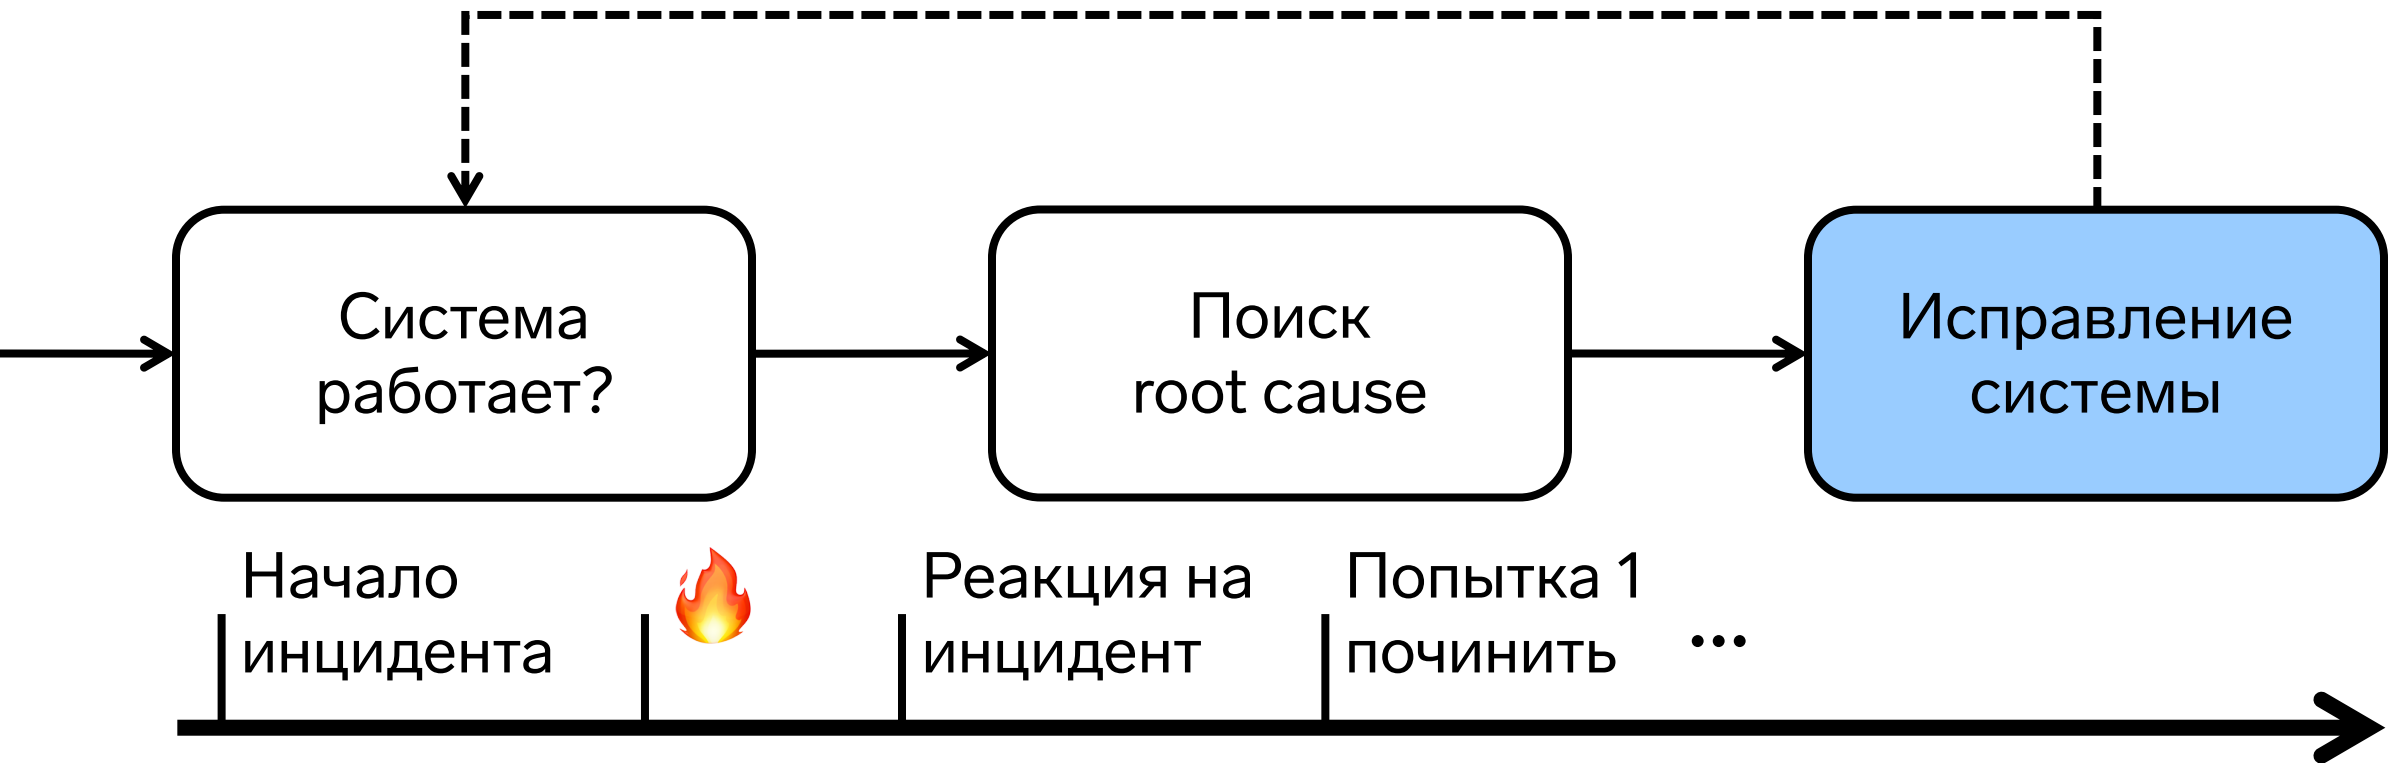 Система
работает?
Поиск
root cause
Исправление
системы
Начало
инцидента
Реакция на
инцидент
Попытка 1
починить
...